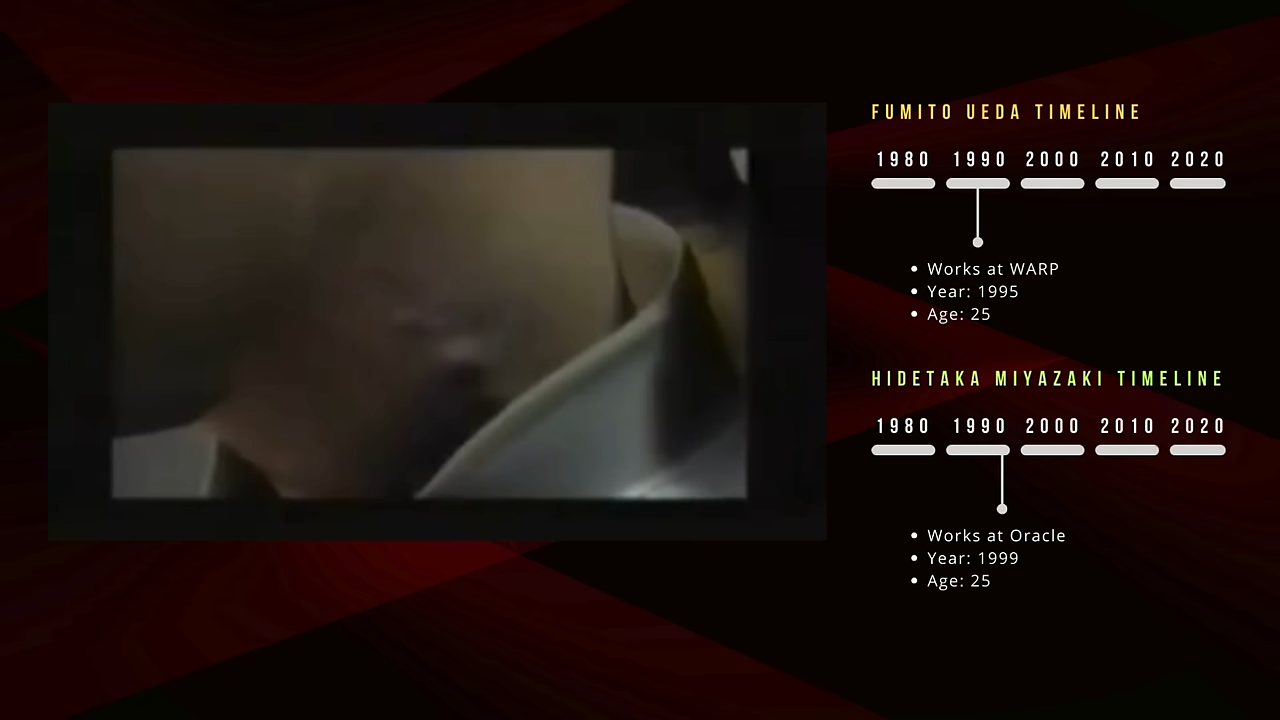 FUMITO UEDA TIMELINE
1980 1990 2000 2010 2020
• Works at WARP
• Year: 1995
• Age: 25
HIDETAKA MIYAZAKI TIMELINE
1980 1990 2000 2010 2020
• Works at Oracle
• Year: 1999
• Age: 25